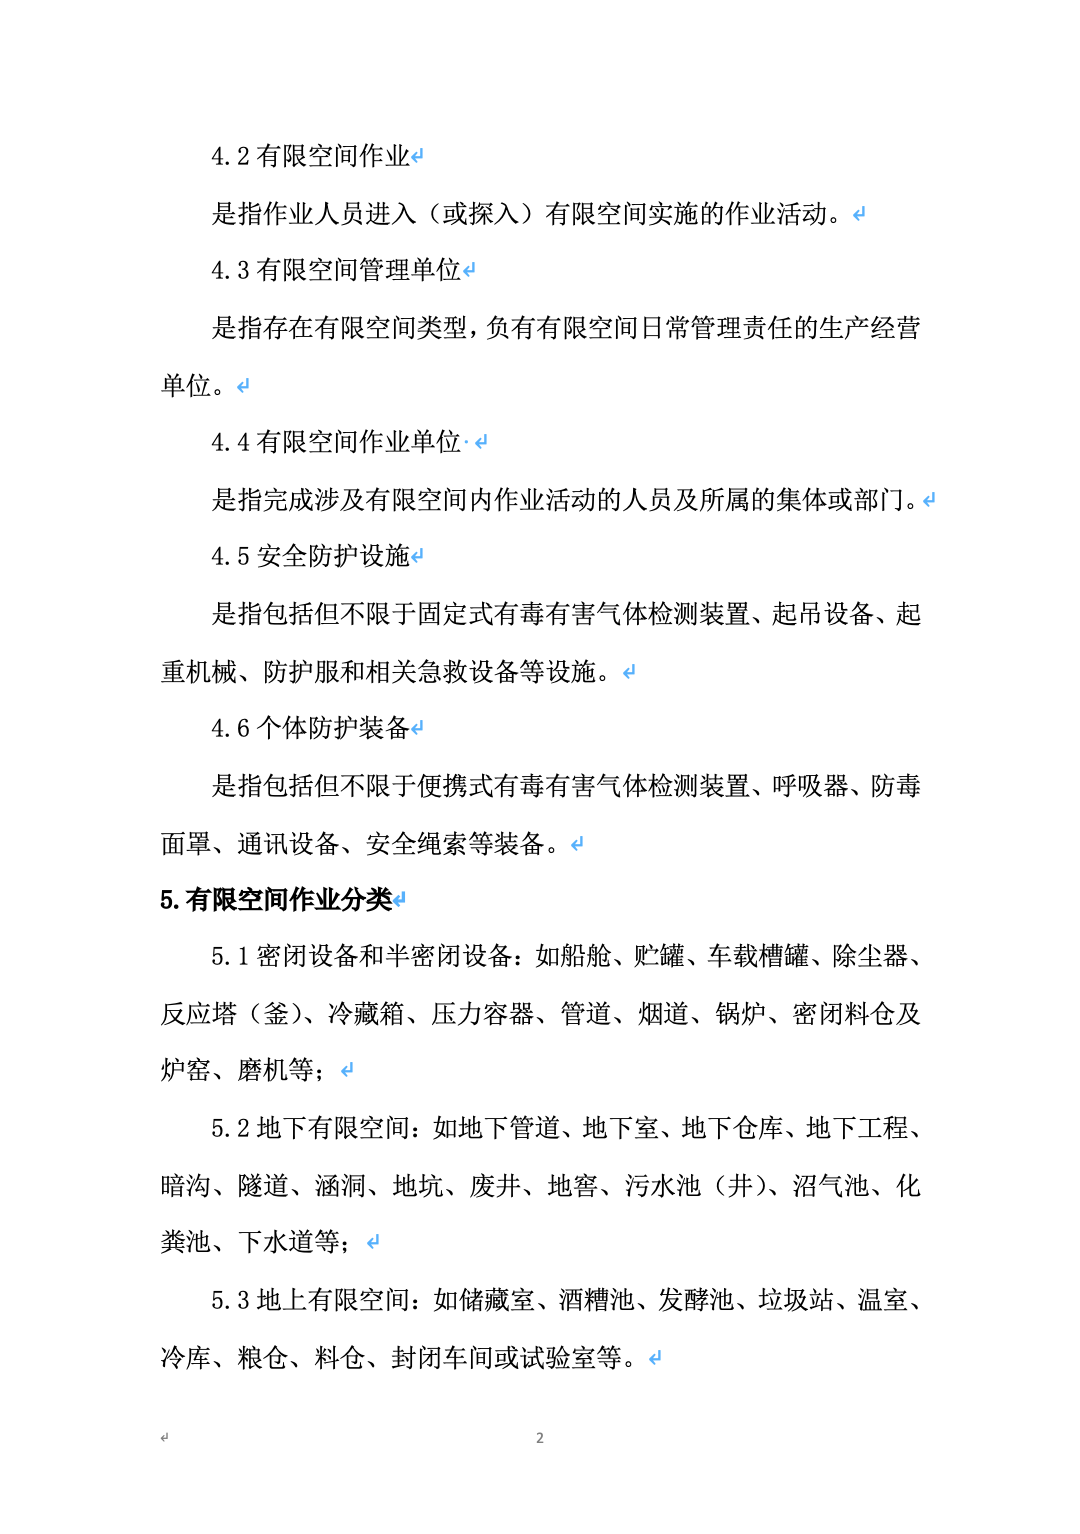 4.2 有限空间作业
是指作业人员进入（或探入）有限空间实施的作业活动。
4.3 有限空间管理单位
是指存在有限空间类型，负有有限空间日常管理责任的生产经营
单位。
4.4 有限空间作业单位
是指完成涉及有限空间内作业活动的人员及所属的集体或部门。
4.5 安全防护设施
是指包括但不限于固定式有毒有害气体检测装置、起吊设备、起
重机械、防护服和相关急救设备等设施。
4.6 个体防护装备
是指包括但不限于便携式有毒有害气体检测装置、呼吸器、防毒
面罩、通讯设备、安全绳索等装备。
5.有限空间作业分类
5.1 密闭设备和半密闭设备：如船舱、贮罐、车载槽罐、除尘器、
反应塔（釜）、冷藏箱、压力容器、管道、烟道、锅炉、密闭料仓及
炉窑、磨机等；
5.2 地下有限空间：如地下管道、地下室、地下仓库、地下工程、
暗沟、隧道、涵洞、地坑、废井、地窖、污水池（井）、沼气池、化
粪池、下水道等；
5.3 地上有限空间：如储藏室、酒糟池、发酵池、垃圾站、温室、
冷库、粮仓、料仓、封闭车间或试验室等。
2